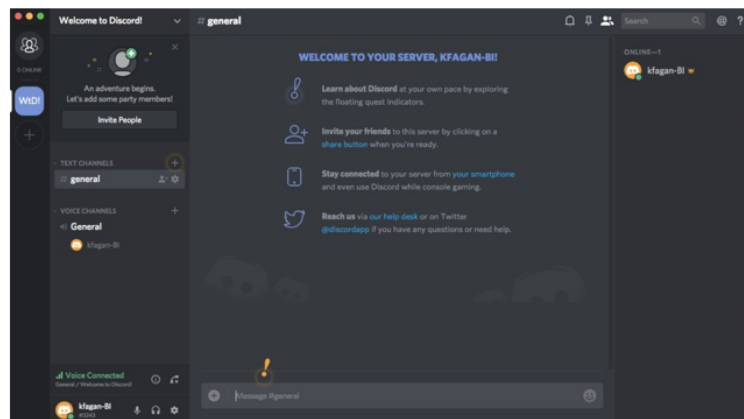 Welcome to Discord!
# general
Search
@
?
0 ONLINE
WtD!
An adventure begins.
Let's add some party members!
Invite People
TEXT CHANNELS
# general
VOICE CHANNELS
General
kfagan-BI
WELCOME TO YOUR SERVER, KFAGAN-BI!
Learn about Discord at your own pace by exploring
the floating quest indicators.
Invite your friends to this server by clicking on a
share button when you're ready.
Stay connected to your server from your smartphone
and even use Discord while console gaming.
Reach us via our help desk or on Twitter
@discordapp if you have any questions or need help.
ONLINE—1
kfagan-BI
Voice Connected
General / Welcome to Discord!
kfagan-BI
Message #general